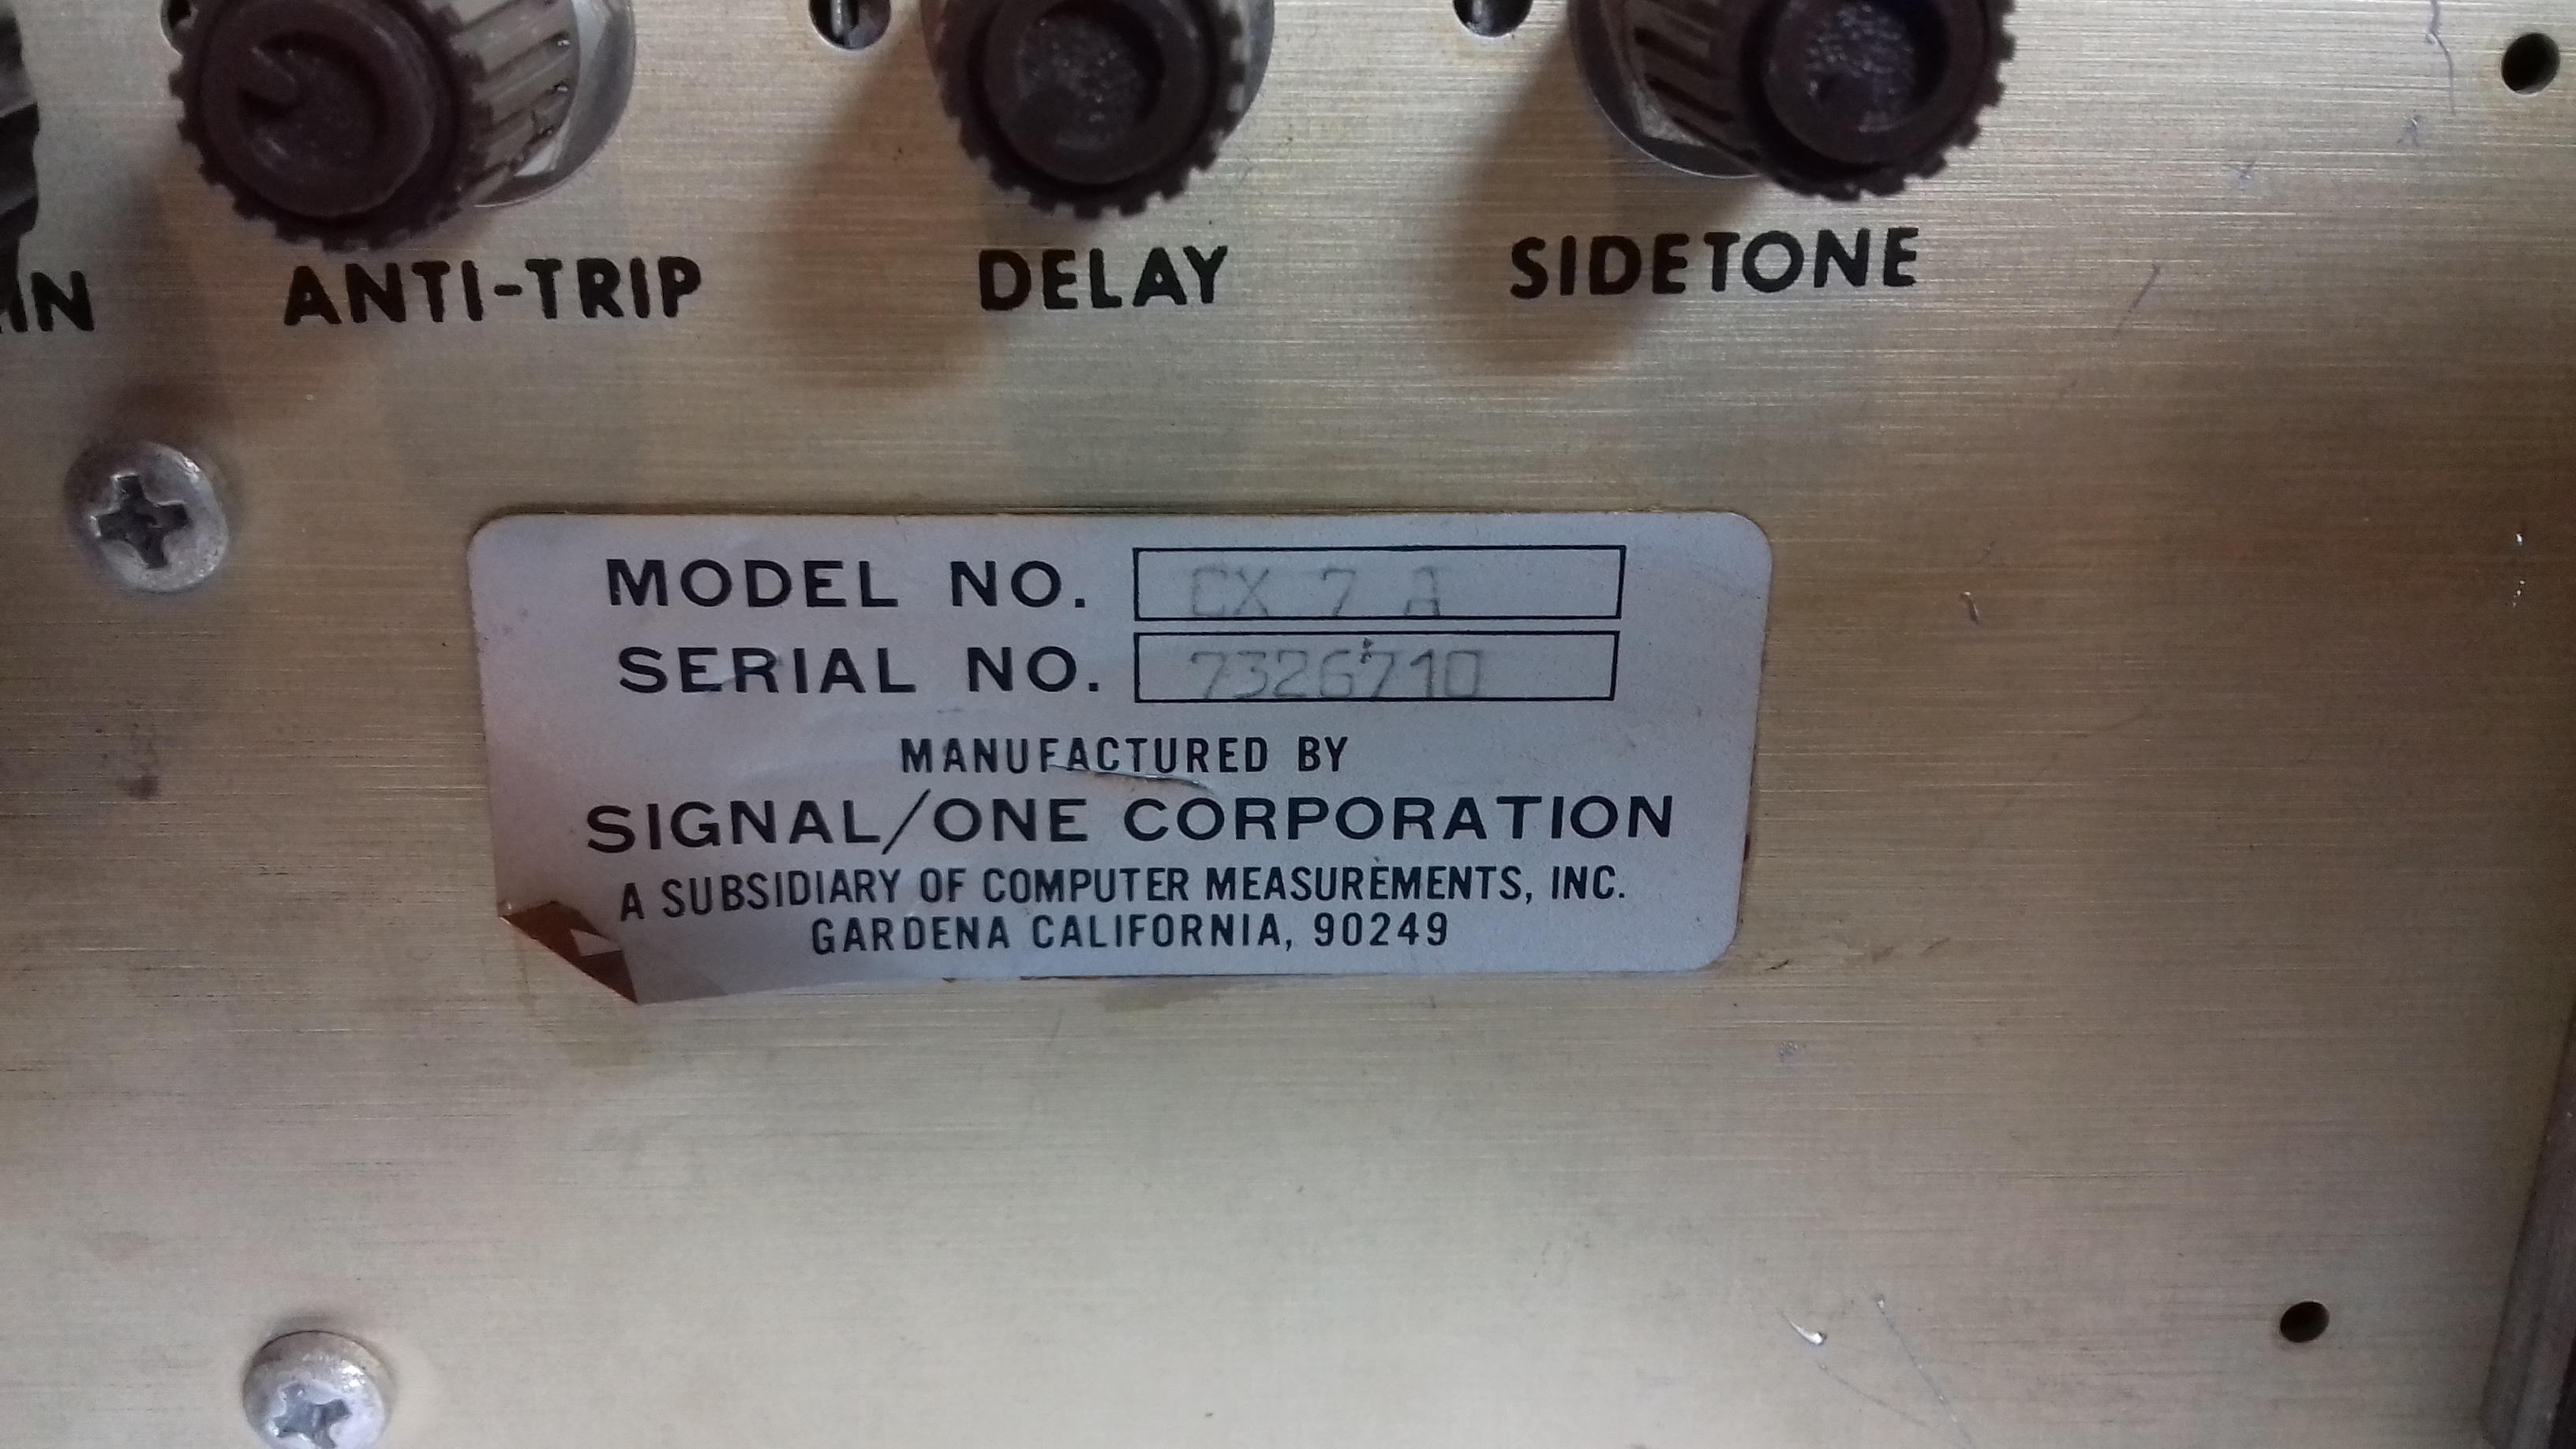 IN ANTI-TRIP DELAY SIDETONE
MODEL NO. CX 7 A
SERIAL NO. 7326710
MANUFACTURED BY
SIGNAL/ONE CORPORATION
A SUBSIDIARY OF COMPUTER MEASUREMENTS, INC.
GARDENA CALIFORNIA, 90249